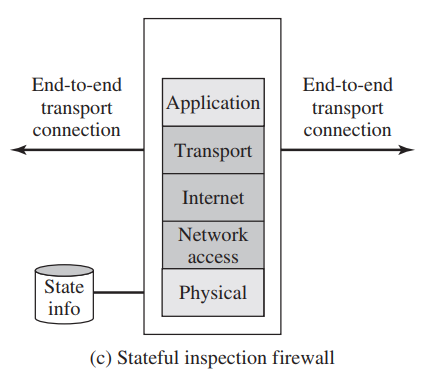 End-to-end
transport
connection
Application
Transport
Internet
Network
access
Physical
End-to-end
transport
connection
State
info
(c) Stateful inspection firewall